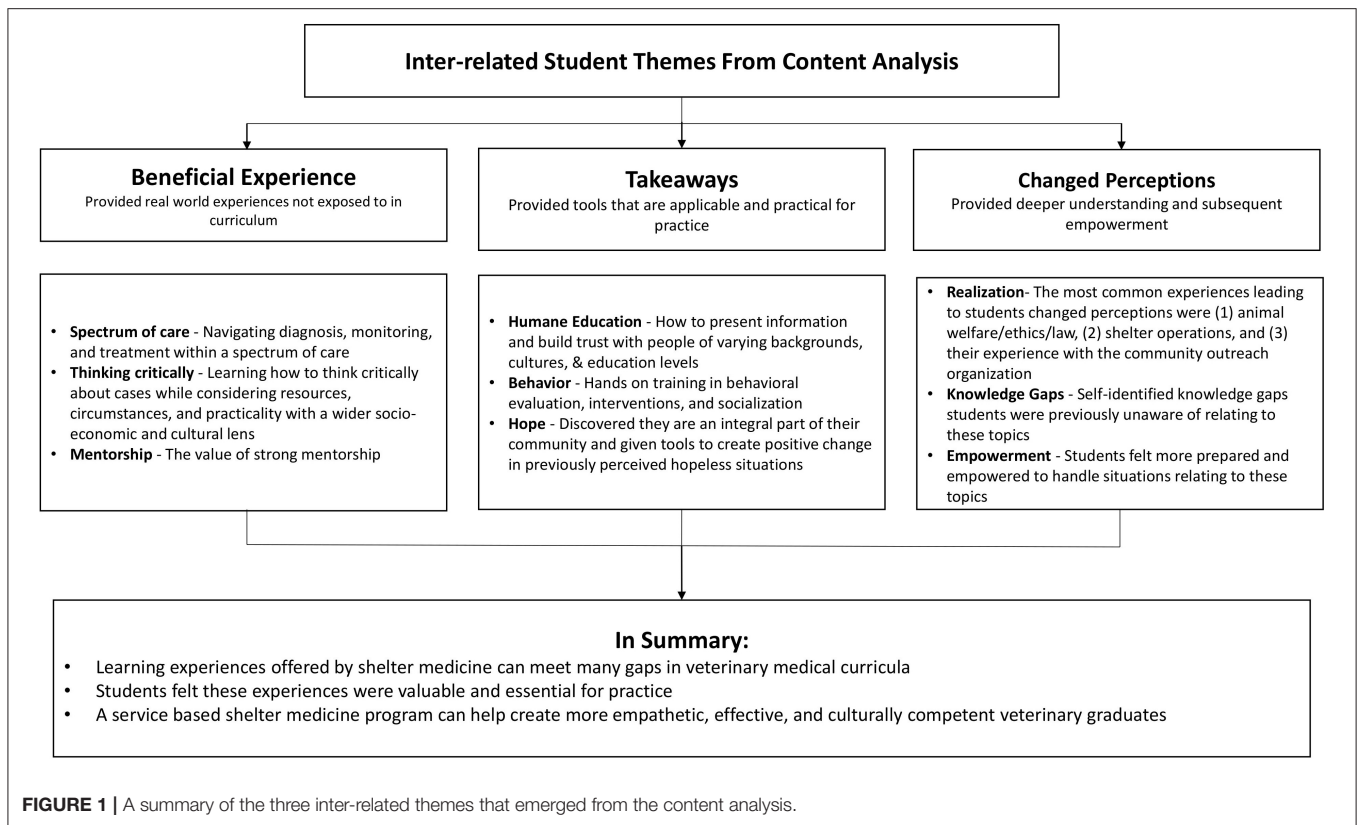 Inter-related Student Themes From Content Analysis
Beneficial Experience
Provided real world experiences not exposed to in
curriculum
Takeaways
Provided tools that are applicable and practical for
practice
Changed Perceptions
Provided deeper understanding and subsequent
empowerment
• Spectrum of care - Navigating diagnosis, monitoring,
and treatment within a spectrum of care
• Thinking critically - Learning how to think critically
about cases while considering resources,
circumstances, and practicality with a wider socio-
economic and cultural lens
• Mentorship - The value of strong mentorship
• Humane Education - How to present information
and build trust with people of varying backgrounds,
cultures, & education levels
• Behavior - Hands on training in behavioral
evaluation, interventions, and socialization
• Hope - Discovered they are an integral part of their
community and given tools to create positive change
in previously perceived hopeless situations
• Realization- The most common experiences leading
to students changed perceptions were (1) animal
welfare/ethics/law, (2) shelter operations, and (3)
their experience with the community outreach
organization
• Knowledge Gaps - Self-identified knowledge gaps
students were previously unaware of relating to
these topics
• Empowerment - Students felt more prepared and
empowered to handle situations relating to these
topics
In Summary:
• Learning experiences offered by shelter medicine can meet many gaps in veterinary medical curricula
• Students felt these experiences were valuable and essential for practice
• A service based shelter medicine program can help create more empathetic, effective, and culturally competent veterinary graduates
FIGURE 1 | A summary of the three inter-related themes that emerged from the content analysis.